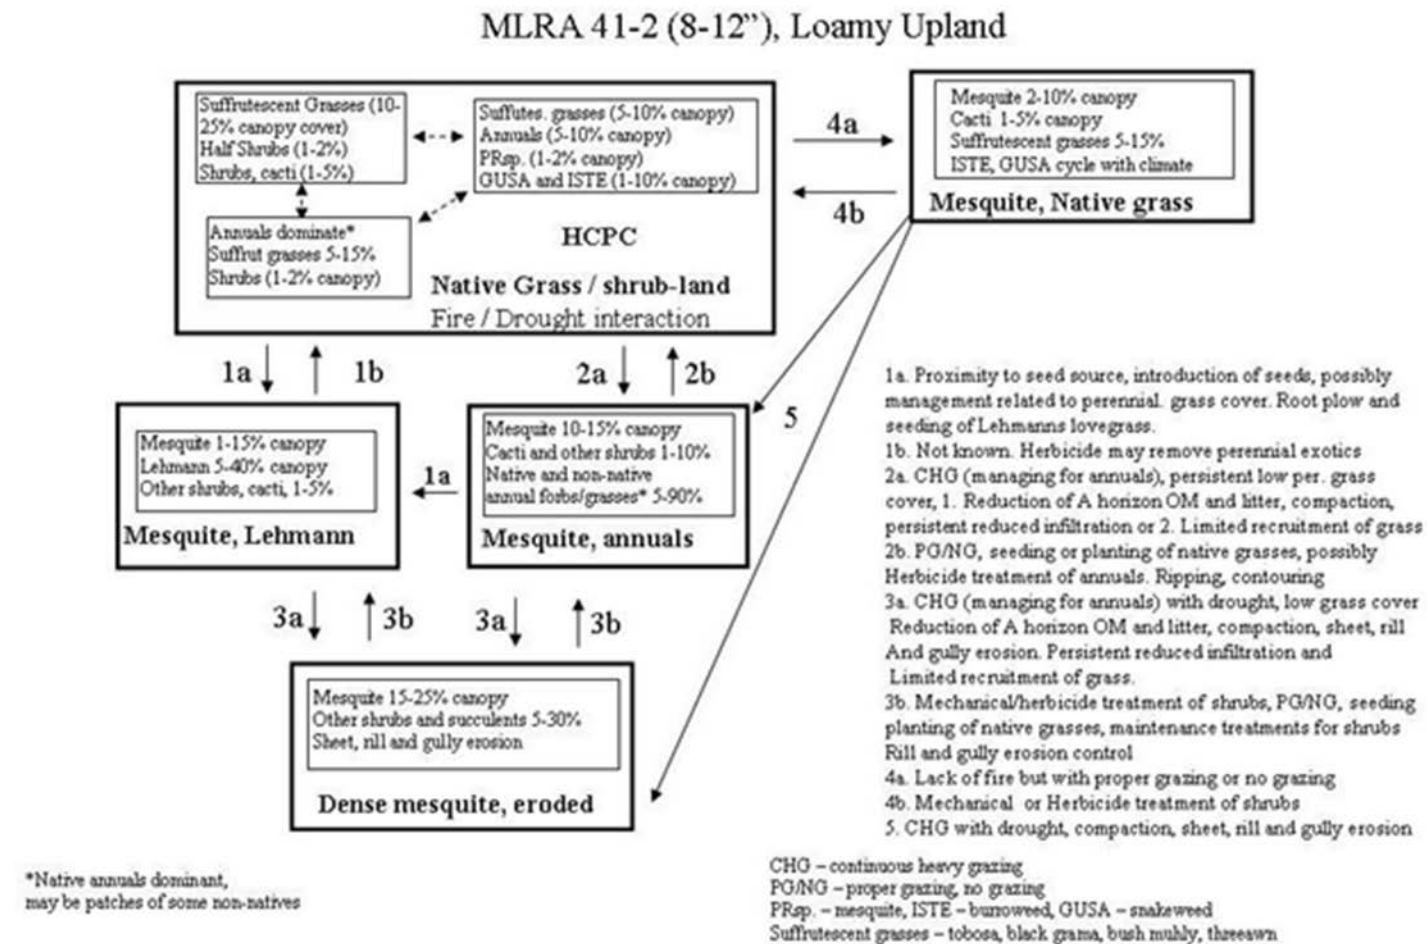 MLRA 41-2 (8-12”), Loamy Upland
Suffrutescent Grasses (10-
25% canopy cover)
Half Shrubs (1-2%)
Shrubs, cacti (1-5%)
Suffutes. grasses (5-10% canopy)
Annuals (5-10% canopy)
PRsp. (1-2% canopy)
GUSA and ISTE (1-10% canopy)
Annuals dominate*
Suffrut grasses 5-15%
Shrubs (1-2% canopy)
HCPC
Native Grass / shrub-land
Fire / Drought interaction
4a
4b
Mesquite 2-10% canopy
Cacti 1-5% canopy
Suffrutescent grasses 5-15%
ISTE, GUSA cycle with climate
Mesquite, Native grass
1a
1b
2a
2b
5
Mesquite 1-15% canopy
Lehmann 5-40% canopy
Other shrubs, cacti, 1-5%
Mesquite, Lehmann
1a
Mesquite 10-15% canopy
Cacti and other shrubs 1-10%
Native and non-native
annual forbs/grasses* 5-90%
Mesquite, annuals
3a
3b
3a
3b
Mesquite 15-25% canopy
Other shrubs and succulents 5-30%
Sheet, rill and gully erosion
Dense mesquite, eroded
1a. Proximity to seed source, introduction of seeds, possibly
management related to perennial. grass cover. Root plow and
seeding of Lehmanns lovegrass.
1b. Not known. Herbicide may remove perennial exotics
2a. CHG (managing for annuals), persistent low per. grass
cover, 1. Reduction of A horizon OM and litter, compaction,
persistent reduced infiltration or 2. Limited recruitment of grass
2b. PG/NG, seeding or planting of native grasses, possibly
Herbicide treatment of annuals. Ripping, contouring
3a. CHG (managing for annuals) with drought, low grass cover
Reduction of A horizon OM and litter, compaction, sheet, rill
And gully erosion. Persistent reduced infiltration and
Limited recruitment of grass.
3b. Mechanical/herbicide treatment of shrubs, PG/NG, seeding
planting of native grasses, maintenance treatments for shrubs
Rill and gully erosion control
4a. Lack of fire but with proper grazing or no grazing
4b. Mechanical or Herbicide treatment of shrubs
5. CHG with drought, compaction, sheet, rill and gully erosion
*Native annuals dominant,
may be patches of some non-natives
CHG – continuous heavy grazing
PG/NG – proper grazing, no grazing
PRsp. – mesquite, ISTE – burroweed, GUSA – snakeweed
Suffrutescent grasses – tobosa, black grama, bush muhly, threeawn